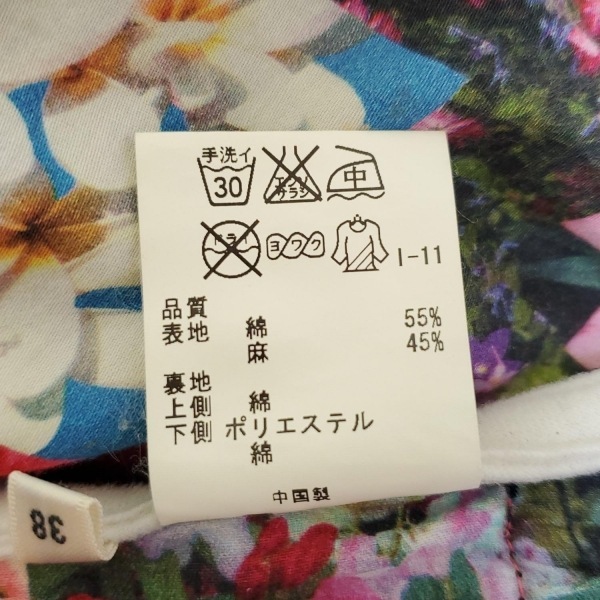 手洗イ
30
エンソ
サラシ
中
ドライ
ヨワク
I-11
品質
表地 綿 55%
麻 45%
裏地
上側 綿
下側 ポリエステル
綿
中国製
38